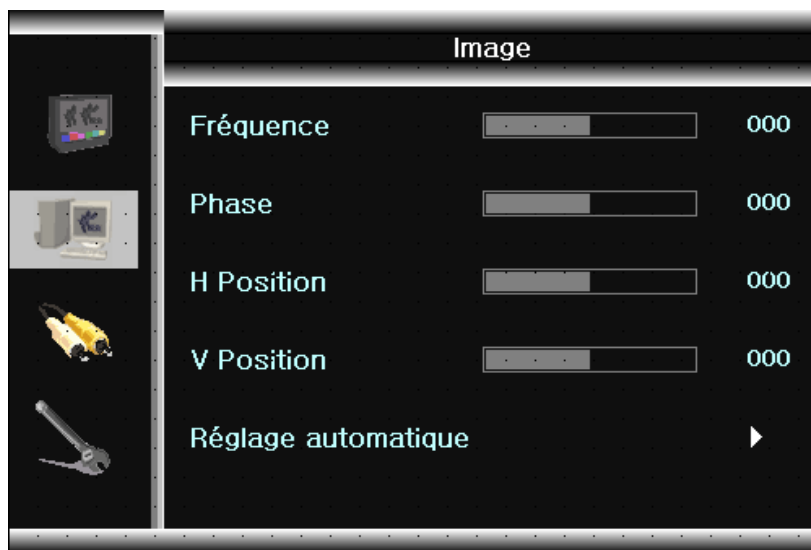 Image
Fréquence 000
Phase 000
H Position 000
V Position 000
Réglage automatique